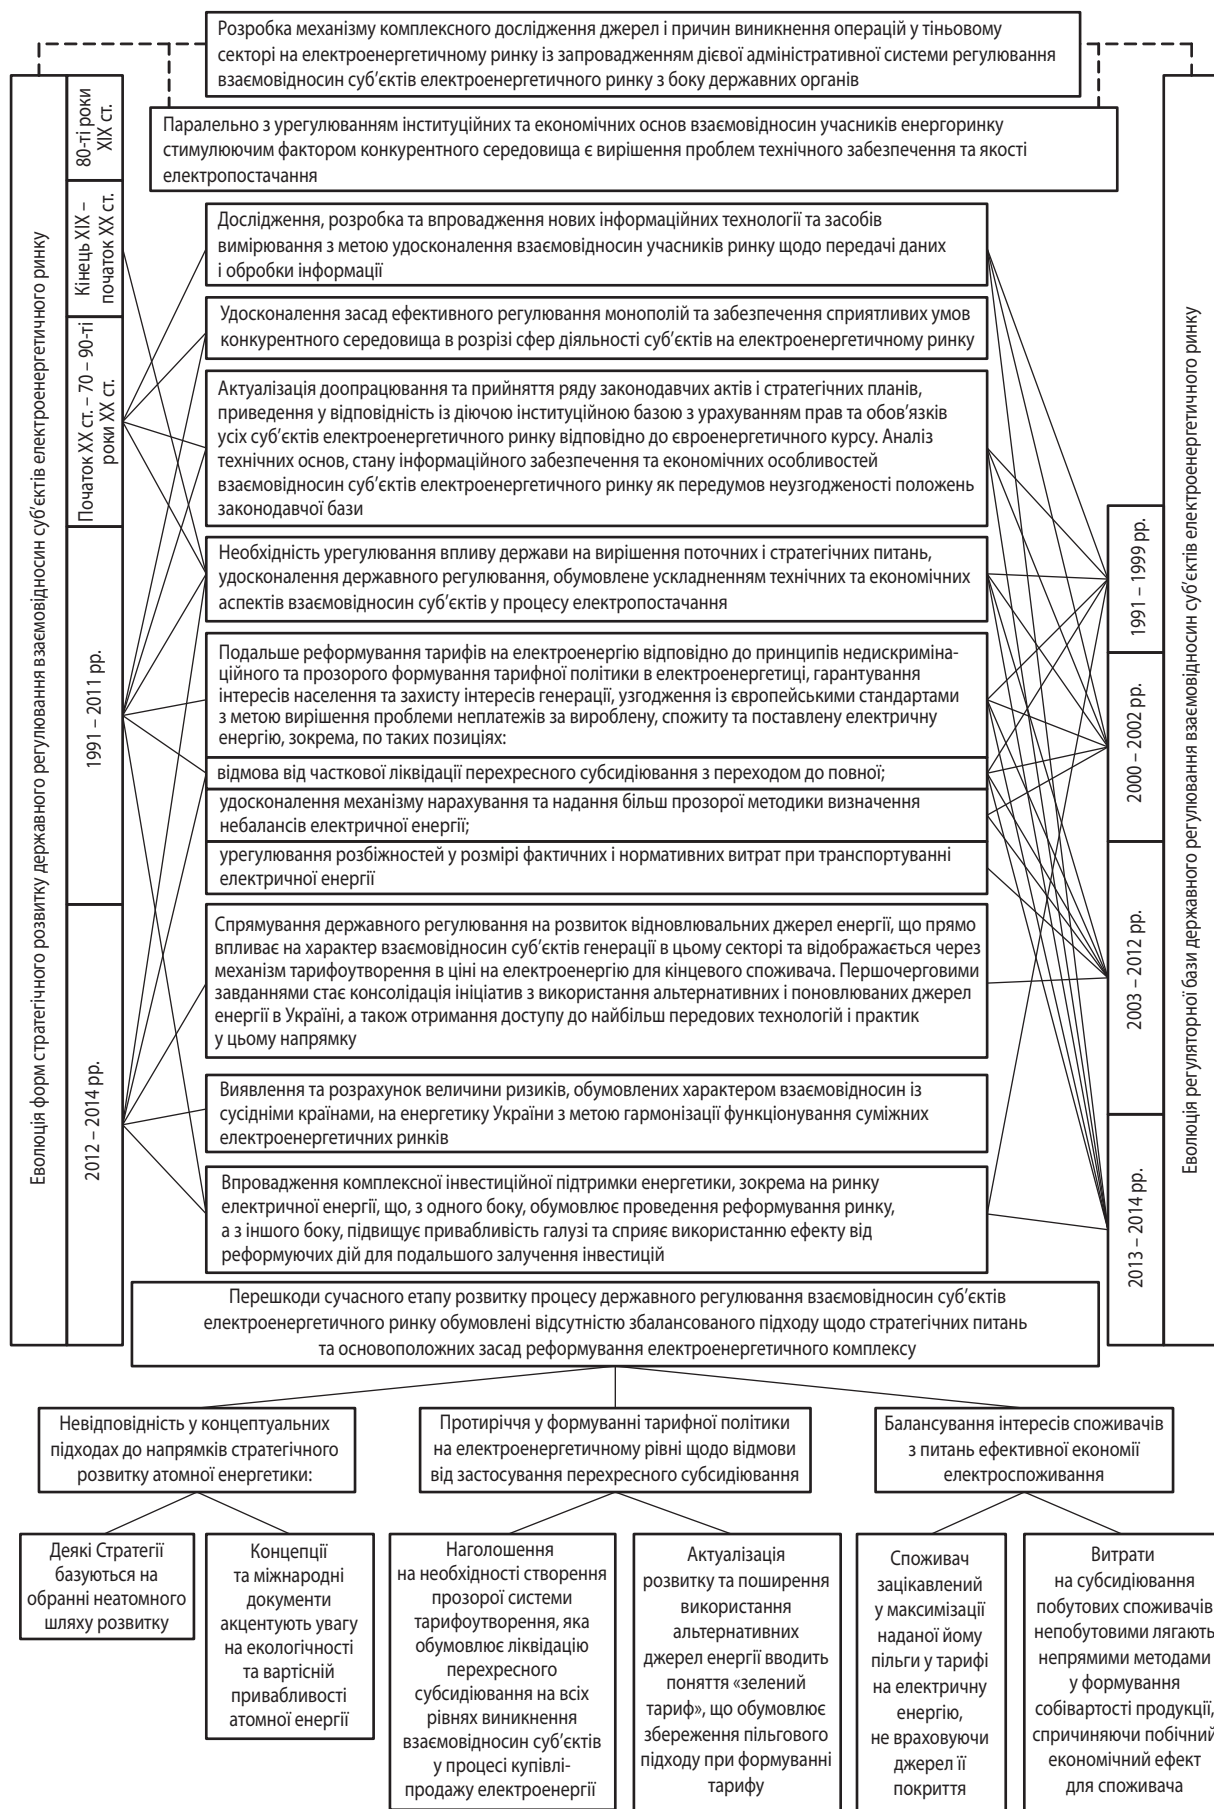 Розробка механізму комплексного дослідження джерел і причин виникнення операцій у тіньовому
секторі на електроенергетичному ринку із запровадженням дієвої адміністративної системи регулювання
взаємовідносин суб’єктів електроенергетичного ринку з боку державних органів
Паралельно з урегулюванням інституційних та економічних основ взаємовідносин учасників енергоринку
стимулюючим фактором конкурентного середовища є вирішення проблем технічного забезпечення та якості
електропостачання
Еволюція форм стратегічного розвитку державного регулювання взаємовідносин суб’єктів електроенергетичного ринку
80-ті роки
XIX ст.
Кінець XIX –
початок XX ст.
Початок XX ст. – 70 – 90-ті
роки XX ст.
1991 – 2011 рр.
2012 – 2014 рр.
Дослідження, розробка та впровадження нових інформаційних технології та засобів
вимірювання з метою удосконалення взаємовідносин учасників ринку щодо передачі даних
і обробки інформації
Удосконалення засад ефективного регулювання монополій та забезпечення сприятливих умов
конкурентного середовища в розрізі сфер діяльності суб’єктів на електроенергетичному ринку
Актуалізація доопрацювання та прийняття ряду законодавчих актів і стратегічних планів,
приведення у відповідність із діючою інституційною базою з урахуванням прав та обов’язків
усіх суб’єктів електроенергетичного ринку відповідно до євроенергетичного курсу. Аналіз
технічних основ, стану інформаційного забезпечення та економічних особливостей
взаємовідносин суб’єктів електроенергетичного ринку як передумов неузгодженості положень
законодавчої бази
Необхідність урегулювання впливу держави на вирішення поточних і стратегічних питань,
удосконалення державного регулювання, обумовлене ускладненням технічних та економічних
аспектів взаємовідносин суб’єктів у процесу електропостачання
Подальше реформування тарифів на електроенергію відповідно до принципів недискриміна-
ційного та прозорого формування тарифної політики в електроенергетиці, гарантування
інтересів населення та захисту інтересів генерації, узгодження із європейськими стандартами
з метою вирішення проблеми неплатежів за вироблену, спожиту та поставлену електричну
енергію, зокрема, по таких позиціях:
відмова від часткової ліквідації перехресного субсидіювання з переходом до повної;
удосконалення механізму нарахування та надання більш прозорої методики визначення
небалансів електричної енергії;
урегулювання розбіжностей у розмірі фактичних і нормативних витрат при транспортуванні
електричної енергії
Спрямування державного регулювання на розвиток відновлювальних джерел енергії, що прямо
впливає на характер взаємовідносин суб’єктів генерації в цьому секторі та відображається через
механізм тарифоутворення в ціні на електроенергію для кінцевого споживача. Першочерговими
завданнями стає консолідація ініціатив з використання альтернативних і поновлюваних джерел
енергії в Україні, а також отримання доступу до найбільш передових технологій і практик
у цьому напрямку
Виявлення та розрахунок величини ризиків, обумовлених характером взаємовідносин із
сусідніми країнами, на енергетику України з метою гармонізації функціонування суміжних
електроенергетичних ринків
Впровадження комплексної інвестиційної підтримки енергетики, зокрема на ринку
електричної енергії, що, з одного боку, обумовлює проведення реформування ринку,
а з іншого боку, підвищує привабливість галузі та сприяє використанню ефекту від
реформуючих дій для подальшого залучення інвестицій
1991 – 1999 рр.
2000 – 2002 рр.
2003 – 2012 рр.
2013 – 2014 рр.
Еволюція регуляторної бази державного регулювання взаємовідносин суб’єктів електроенергетичного ринку
Перешкоди сучасного етапу розвитку процесу державного регулювання взаємовідносин суб’єктів
електроенергетичного ринку обумовлені відсутністю збалансованого підходу щодо стратегічних питань
та основоположних засад реформування електроенергетичного комплексу
Невідповідність у концептуальних
підходах до напрямків стратегічного
розвитку атомної енергетики:
Протиріччя у формуванні тарифної політики
на електроенергетичному рівні щодо відмови
від застосування перехресного субсидіювання
Балансування інтересів споживачів
з питань ефективної економії
електроспоживання
Деякі Стратегії
базуються на
обранні неатомного
шляху розвитку
Концепції
та міжнародні
документи
акцентують увагу
на екологічності
та вартісній
привабливості
атомної енергії
Наголошення
на необхідності створення
прозорої системи
тарифоутворення, яка
обумовлює ліквідацію
перехресного
субсидіювання на всіх
рівнях виникнення
взаємовідносин суб’єктів
у процесі купівлі-
продажу електроенергії
Актуалізація
розвитку та поширення
використання
альтернативних
джерел енергії вводить
поняття «зелений
тариф», що обумовлює
збереження пільгового
підходу при формуванні
тарифу
Споживач
зацікавлений
у максимізації
наданої йому
пільги у тарифі
на електричну
енергію,
не враховуючи
джерел її
покриття
Витрати
на субсидіювання
побутових споживачів
непобутовими лягають
непрямими методами
у формування
собівартості продукції,
спричиняючи побічний
економічний ефект
для споживача